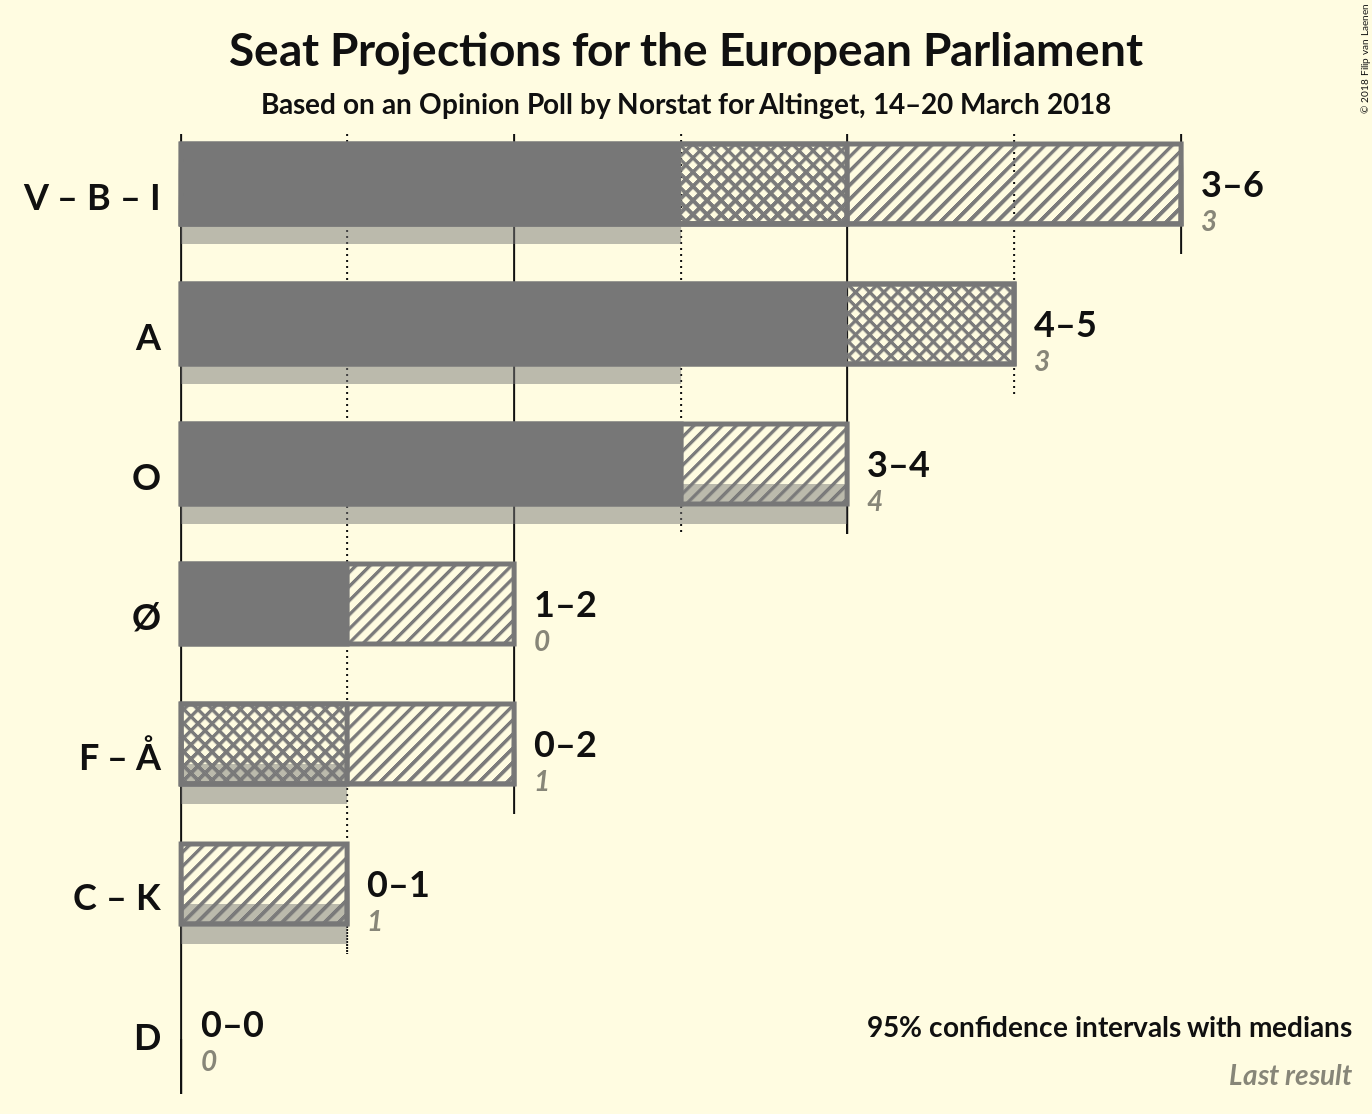 Seat Projections for the European Parliament
Based on an Opinion Poll by Norstat for Altinget, 14–20 March 2018
© 2018 Filip van Laenen
V – B – I
3–6
3
A
4–5
3
O
3–4
4
Ø
1–2
0
F – Å
0–2
1
C – K
0–1
1
D
0–0
0
95% confidence intervals with medians
Last result